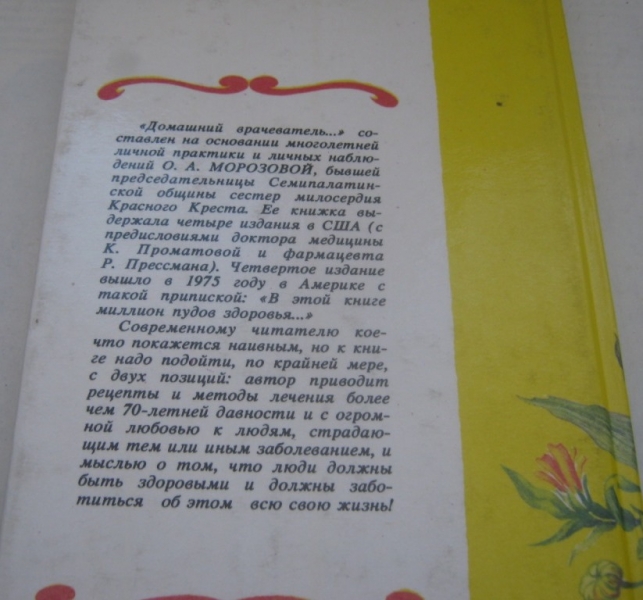 «Домашний врачеватель...» со-
ставлен на основании многолетней
личной практики и личных наблю-
дений О. А. МОРОЗОВОЙ, бывшей
председательницы Семипалатин-
ской общины сестер милосердия
Красного Креста. Ее книжка вы-
держала четыре издания в США (с
предисловиями доктора медицины
К. Проматовой и фармацевта
Р. Прессмана). Четвертое издание
вышло в 1975 году в Америке с
такой припиской: «В этой книге
миллион пудов здоровья...»
Современному читателю кое-
что покажется наивным, но к кни-
ге надо подойти, по крайней мере,
с двух позиций: автор приводит
рецепты и методы лечения более
чем 70-летней давности и с огром-
ной любовью к людям, страдаю-
щим тем или иным заболеванием, и
мыслью о том, что люди должны
быть здоровыми и должны забо-
титься об этом всю свою жизнь!